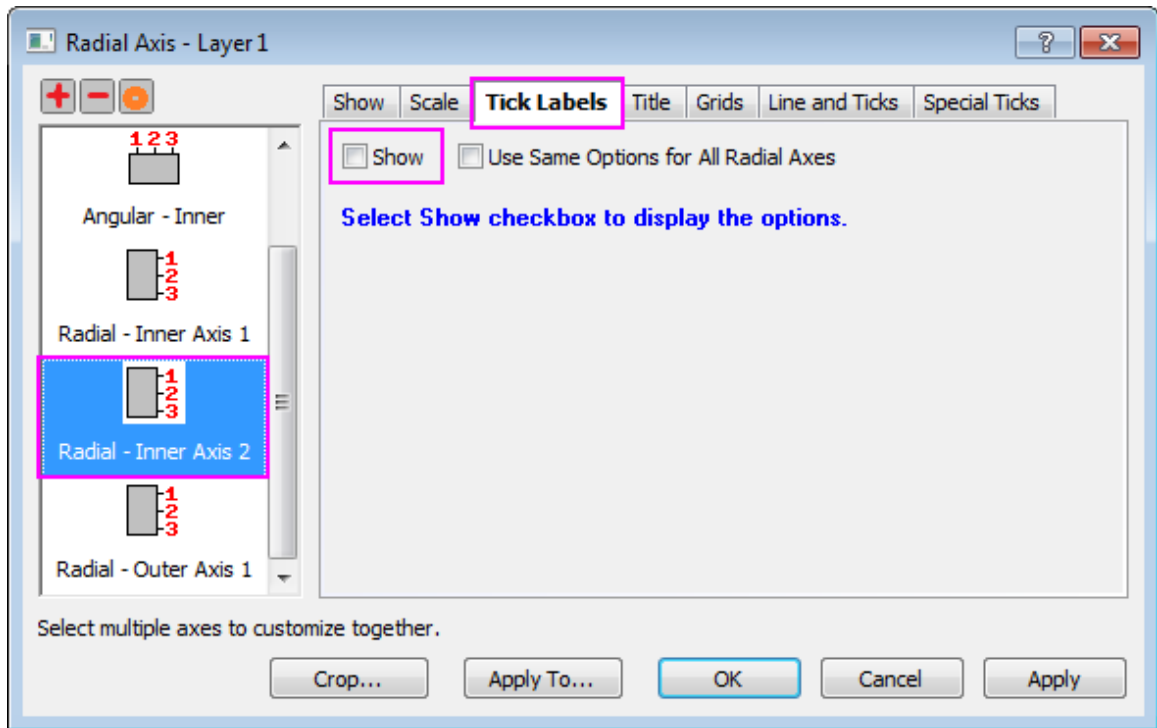 Radial Axis - Layer 1
Show Scale Tick Labels Title Grids Line and Ticks Special Ticks
1 2 3
Angular - Inner
1
2
3
Radial - Inner Axis 1
1
2
3
Radial - Inner Axis 2
1
2
3
Radial - Outer Axis 1
Show Use Same Options for All Radial Axes
Select Show checkbox to display the options.
Select multiple axes to customize together.
Crop... Apply To... OK Cancel Apply